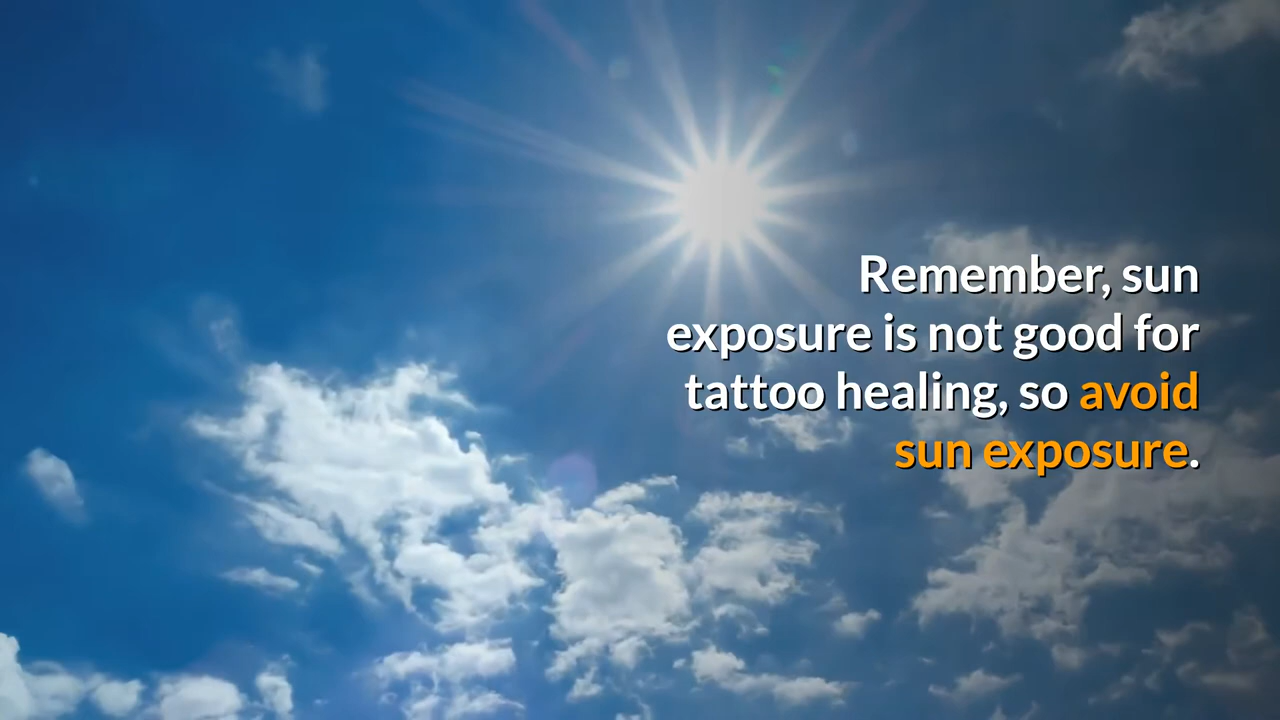 Remember, sun
exposure is not good for
tattoo healing, so avoid
sun exposure.